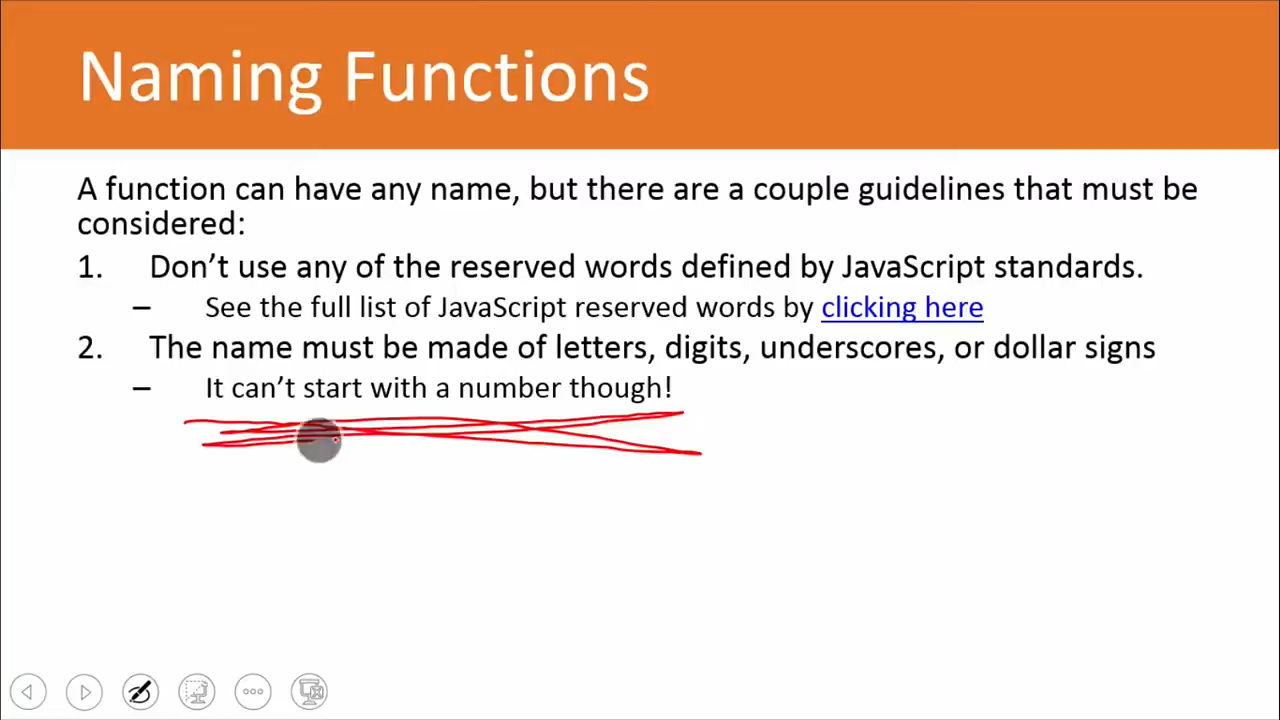 Naming Functions
A function can have any name, but there are a couple guidelines that must be
considered:
1. Don’t use any of the reserved words defined by JavaScript standards.
– See the full list of JavaScript reserved words by clicking here
2. The name must be made of letters, digits, underscores, or dollar signs
– It can’t start with a number though!